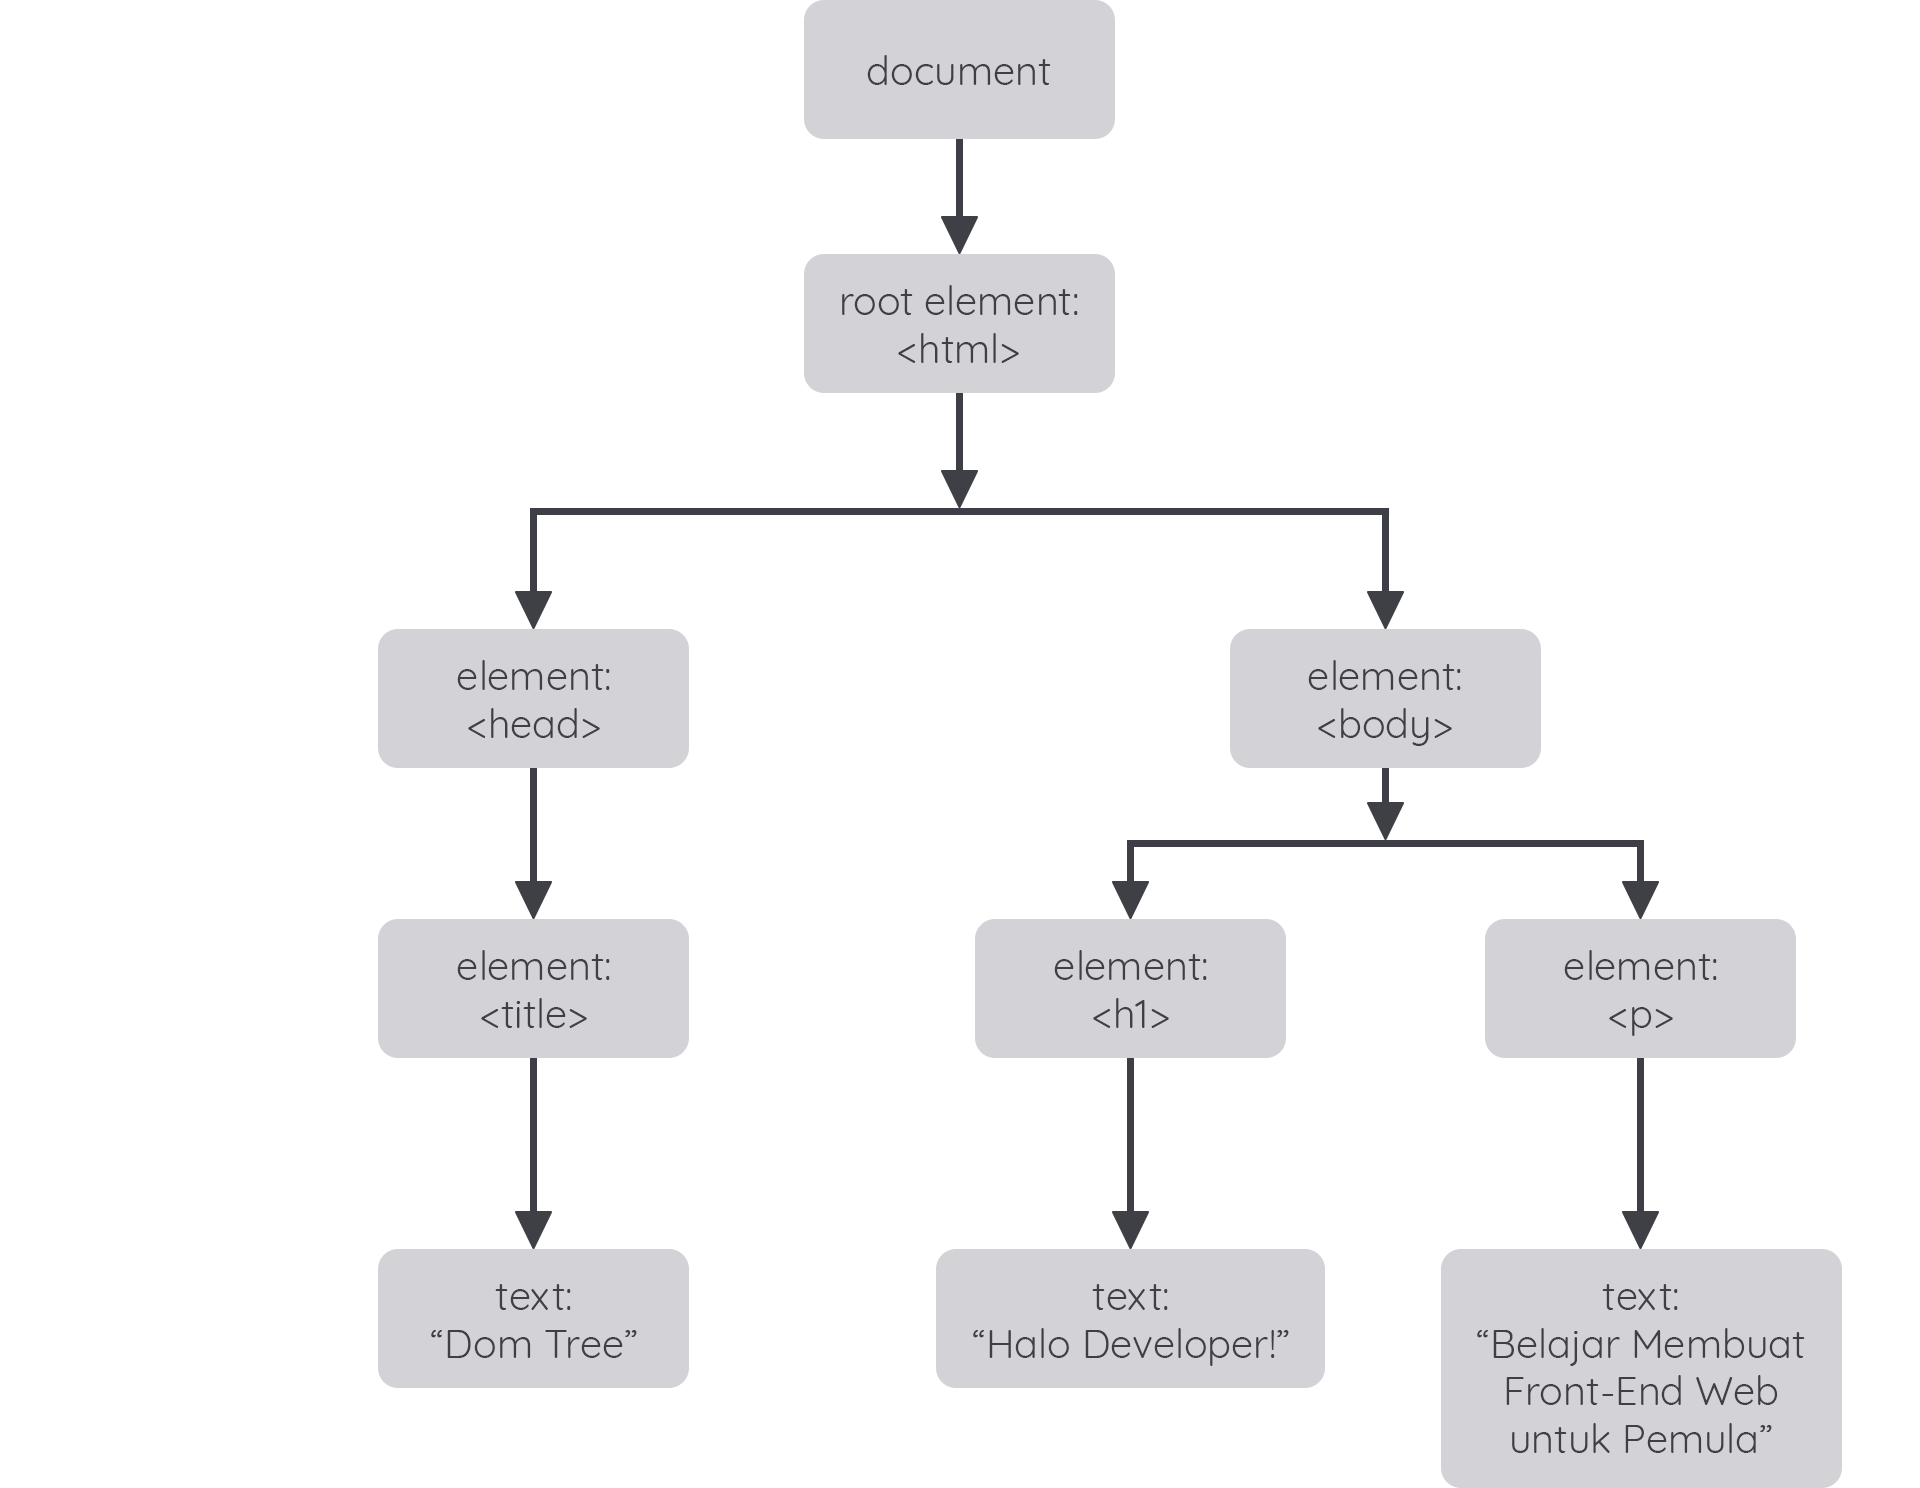 document
root element:
<html>
element:
<head>
element:
<body>
element:
<title>
element:
<h1>
element:
<p>
text:
“Dom Tree”
text:
“Halo Developer!”
text:
“Belajar Membuat
Front-End Web
untuk Pemula”